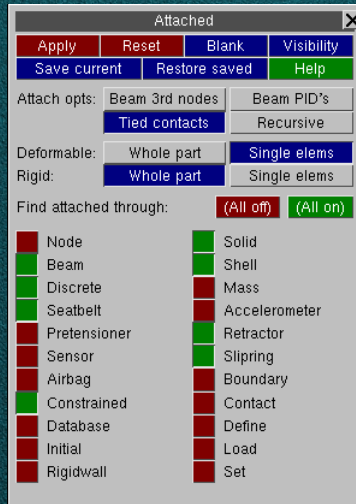 Attached X
Apply Reset Blank Visibility
Save current Restore saved Help
Attach opts: Beam 3rd nodes Beam PID's
Tied contacts Recursive
Deformable: Whole part Single elems
Rigid: Whole part Single elems
Find attached through: (All off) (All on)
Node Solid
Beam Shell
Discrete Mass
Seatbelt Accelerometer
Pretensioner Retractor
Sensor Slipring
Airbag Boundary
Constrained Contact
Database Define
Initial Load
Rigidwall Set